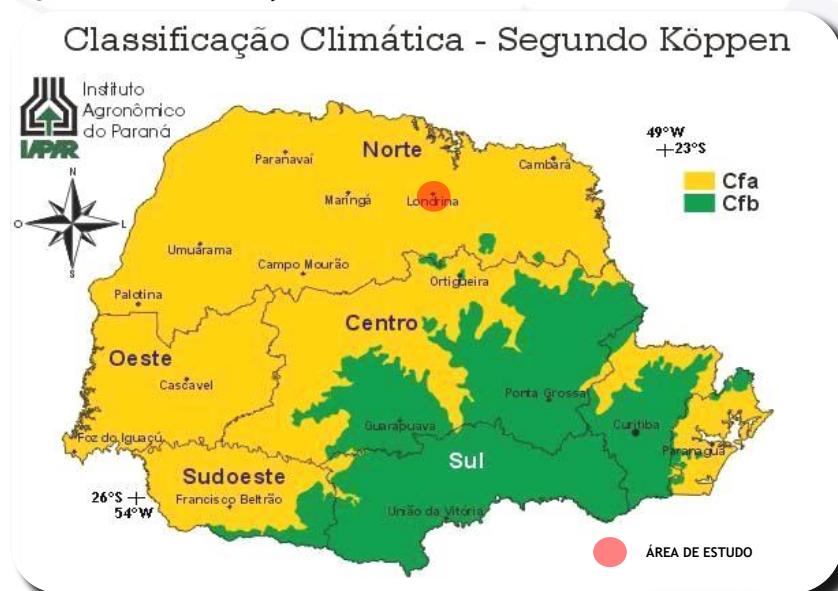 Classificação Climática - Segundo Köppen
Instituto
Agronômico
do Paraná
IAPAR
N
O
L
S
49°W
23°S
Cfa
Cfb
Norte
Paranavaí
Cambará
Maringá
Londrina
Umuarama
Campo Mourão
Ortigueira
Palotina
Centro
Oeste
Cascavel
Ponta Grossa
Guarapuava
Curitiba
Foz do Iguaçú
Paranaguá
Sul
Sudoeste
Francisco Beltrão
26°S
54°W
União da Vitória
ÁREA DE ESTUDO